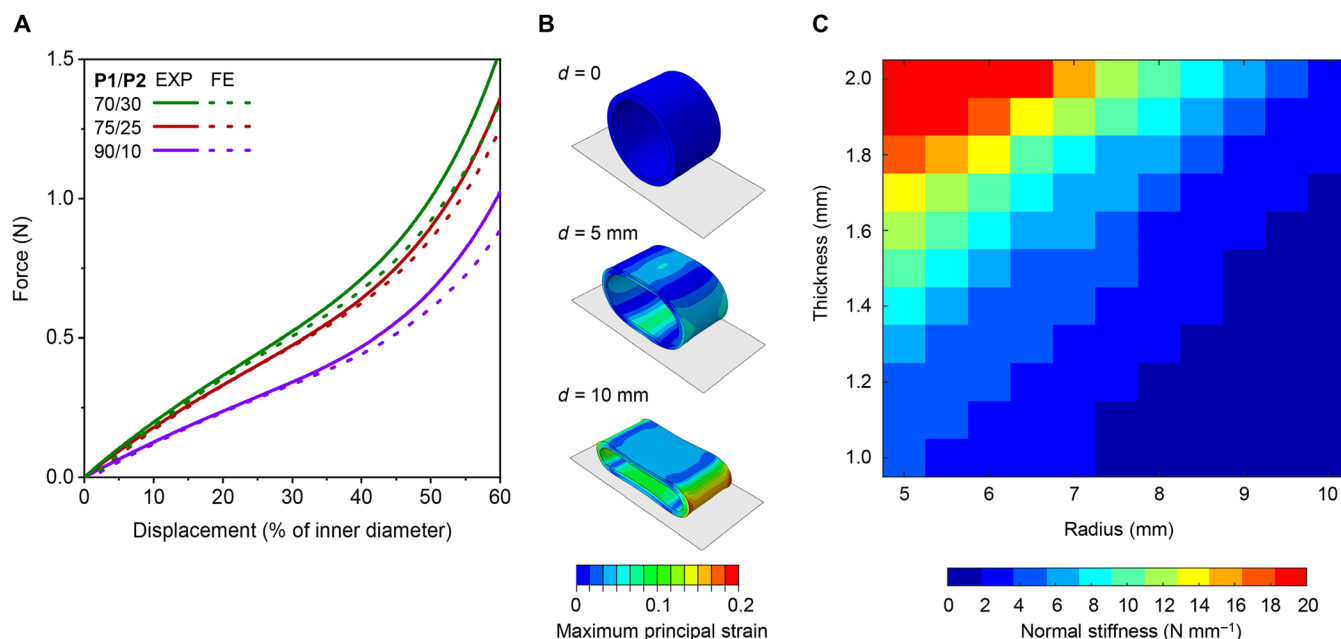 A
P1/P2 EXP FE
70/30
75/25
90/10
1.5
1.0
0.5
0.0
Force (N)
0 10 20 30 40 50 60
Displacement (% of inner diameter)
B
d = 0
d = 5 mm
d = 10 mm
0 0.1 0.2
Maximum principal strain
C
2.0
1.8
1.6
1.4
1.2
1.0
Thickness (mm)
5 6 7 8 9 10
Radius (mm)
0 2 4 6 8 10 12 14 16 18 20
Normal stiffness (N mm⁻¹)